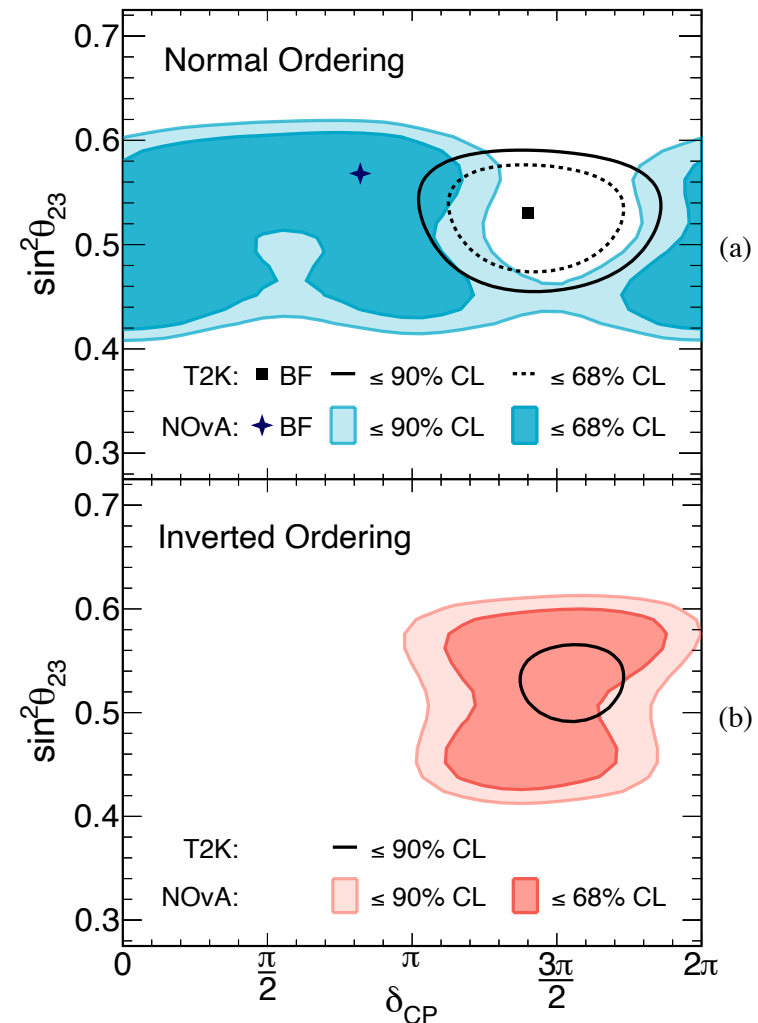 0.7
Normal Ordering
0.6
0.5
sin²θ₂₃
(a)
0.4
T2K: BF ≤ 90% CL ≤ 68% CL
NOvA: BF ≤ 90% CL ≤ 68% CL
0.3
0.7
Inverted Ordering
0.6
0.5
sin²θ₂₃
(b)
0.4
T2K: ≤ 90% CL
NOvA: ≤ 90% CL ≤ 68% CL
0.3
0 π/2 π 3π/2 2π
δ_CP